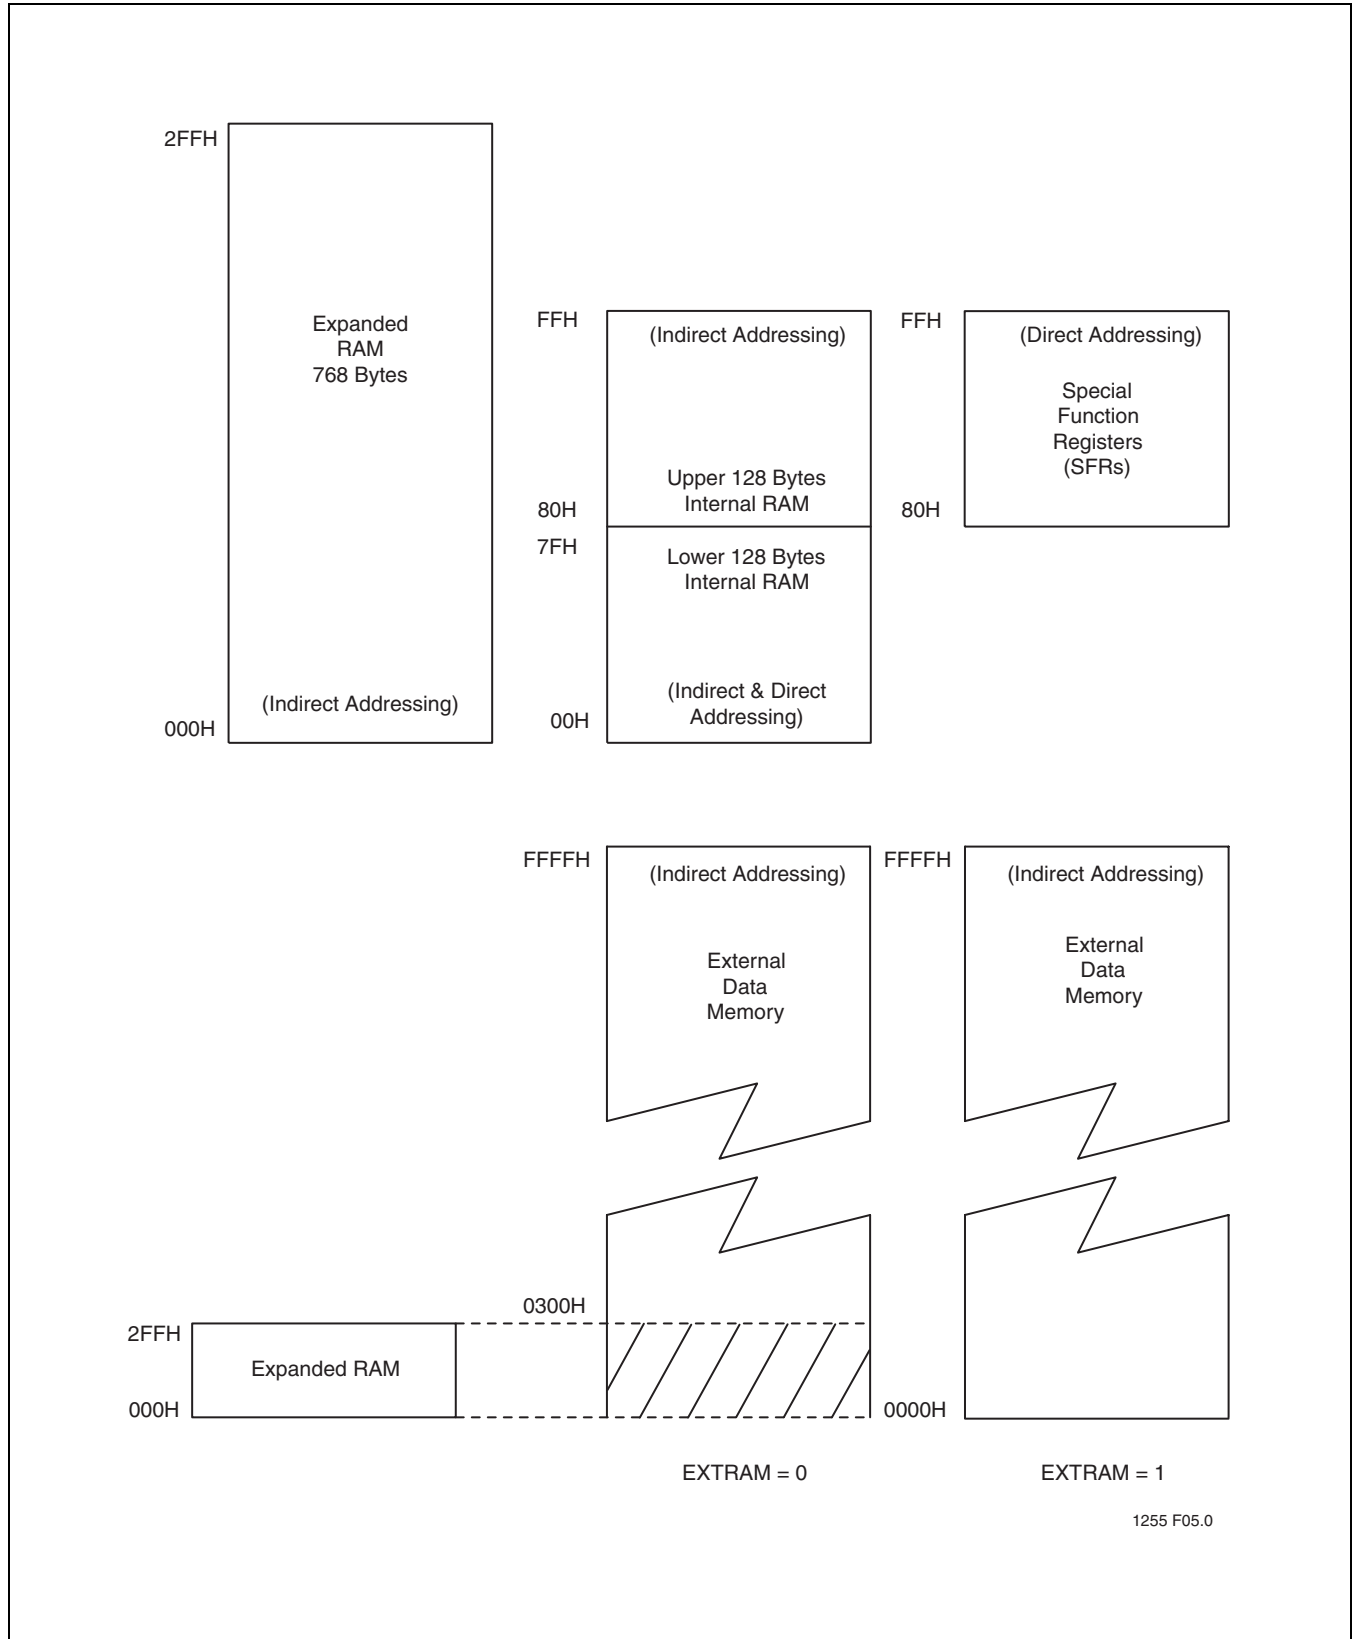 2FFH
Expanded
RAM
768 Bytes
(Indirect Addressing)
000H
FFH
(Indirect Addressing)
Upper 128 Bytes
Internal RAM
80H
7FH
Lower 128 Bytes
Internal RAM
(Indirect & Direct
Addressing)
00H
FFH
(Direct Addressing)
Special
Function
Registers
(SFRs)
80H
FFFFH
(Indirect Addressing)
External
Data
Memory
FFFFH
(Indirect Addressing)
External
Data
Memory
0300H
2FFH
Expanded RAM
000H
0000H
EXTRAM = 0
EXTRAM = 1
1255 F05.0